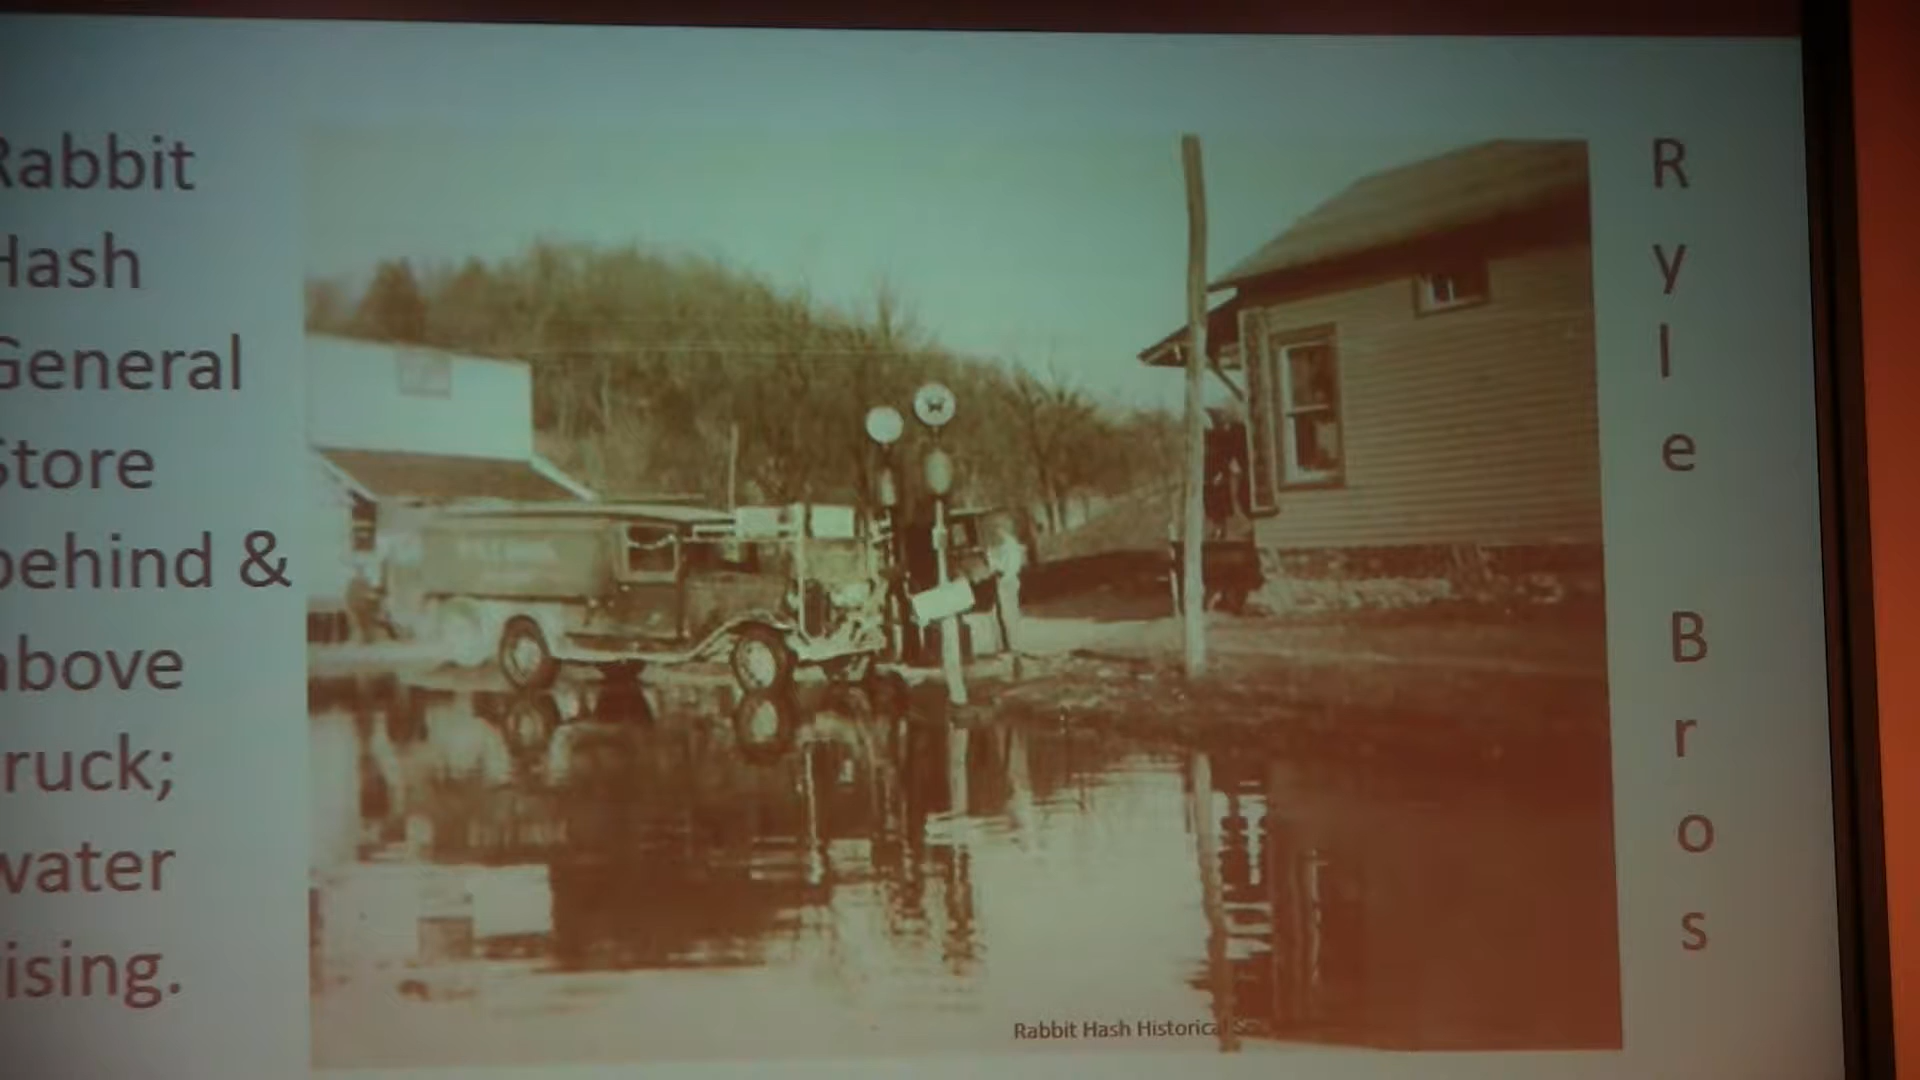 Rabbit
Hash
General
Store
behind &
above
truck;
water
rising.
R
y
l
e
B
r
o
s
Rabbit Hash Historical